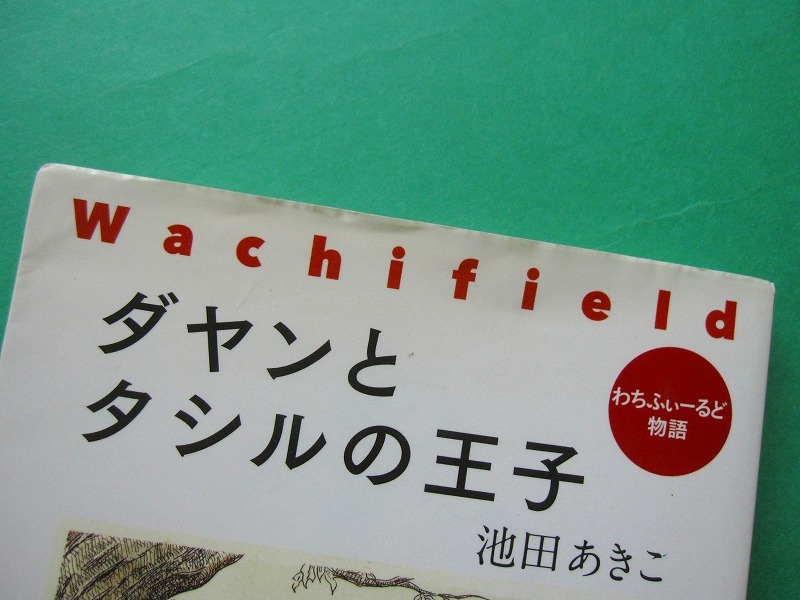 Wachifield
ダヤンと
タシルの王子
わちふぃーるど
物語
池田あきこ